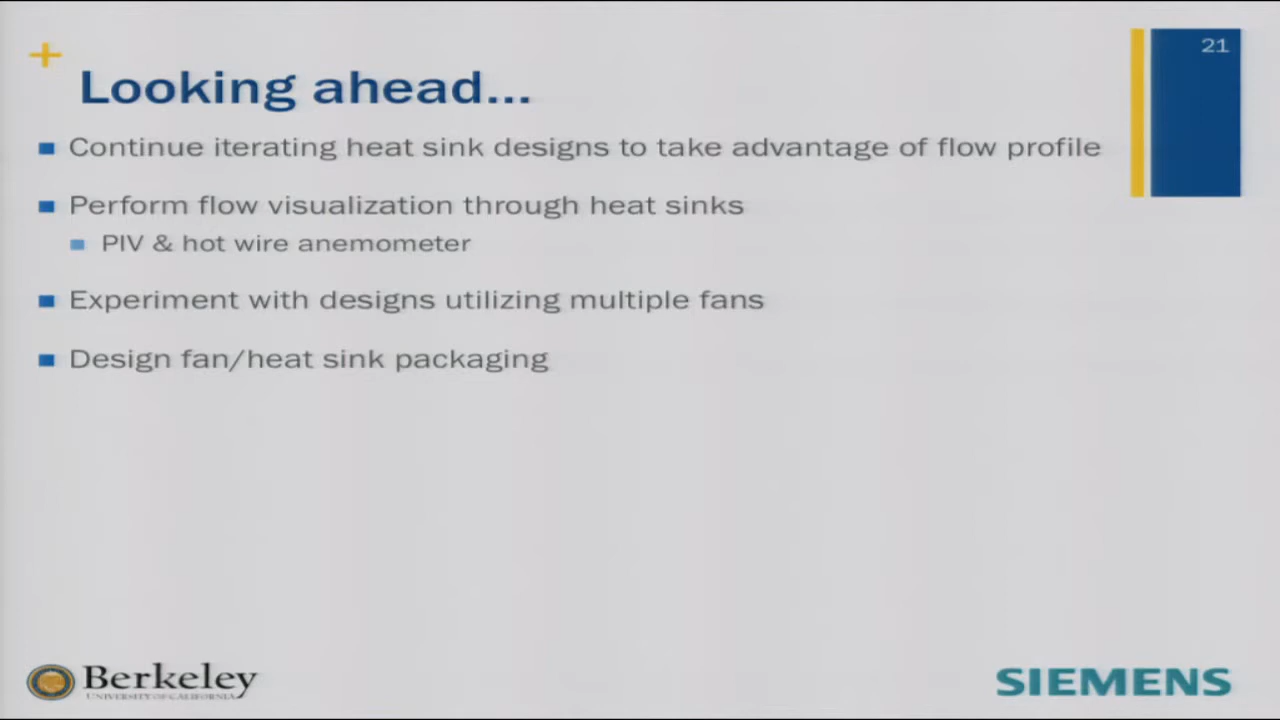 21
Looking ahead...
Continue iterating heat sink designs to take advantage of flow profile
Perform flow visualization through heat sinks
PIV & hot wire anemometer
Experiment with designs utilizing multiple fans
Design fan/heat sink packaging
Berkeley
UNIVERSITY OF CALIFORNIA
SIEMENS